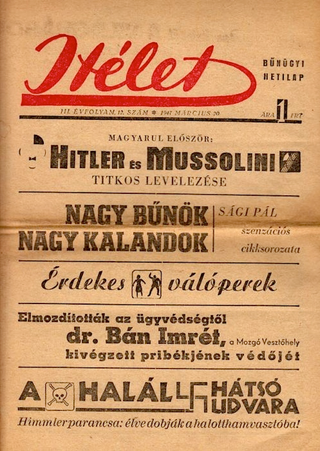 Itélet
BŰNÜGYI
HETILAP
III. ÉVFOLYAM, 12. SZÁM ★ 1947 MÁRCIUS 20
ÁRA 1 FRT
MAGYARUL ELŐSZÖR:
HITLER ÉS MUSSOLINI
TITKOS LEVELEZÉSE
NAGY BŰNÖK
NAGY KALANDOK
SÁGI PÁL
szenzációs
cikksorozata
Érdekes válóperek
Elmozdították az ügyvédségtől
dr. Bán Imrét, a Mozgó Vesztőhely
kivégzett pribékjének védőjét
A HALÁL HÁTSÓ
UDVARA
Himmler parancsa: élve dobják a halotthamvasztóba!